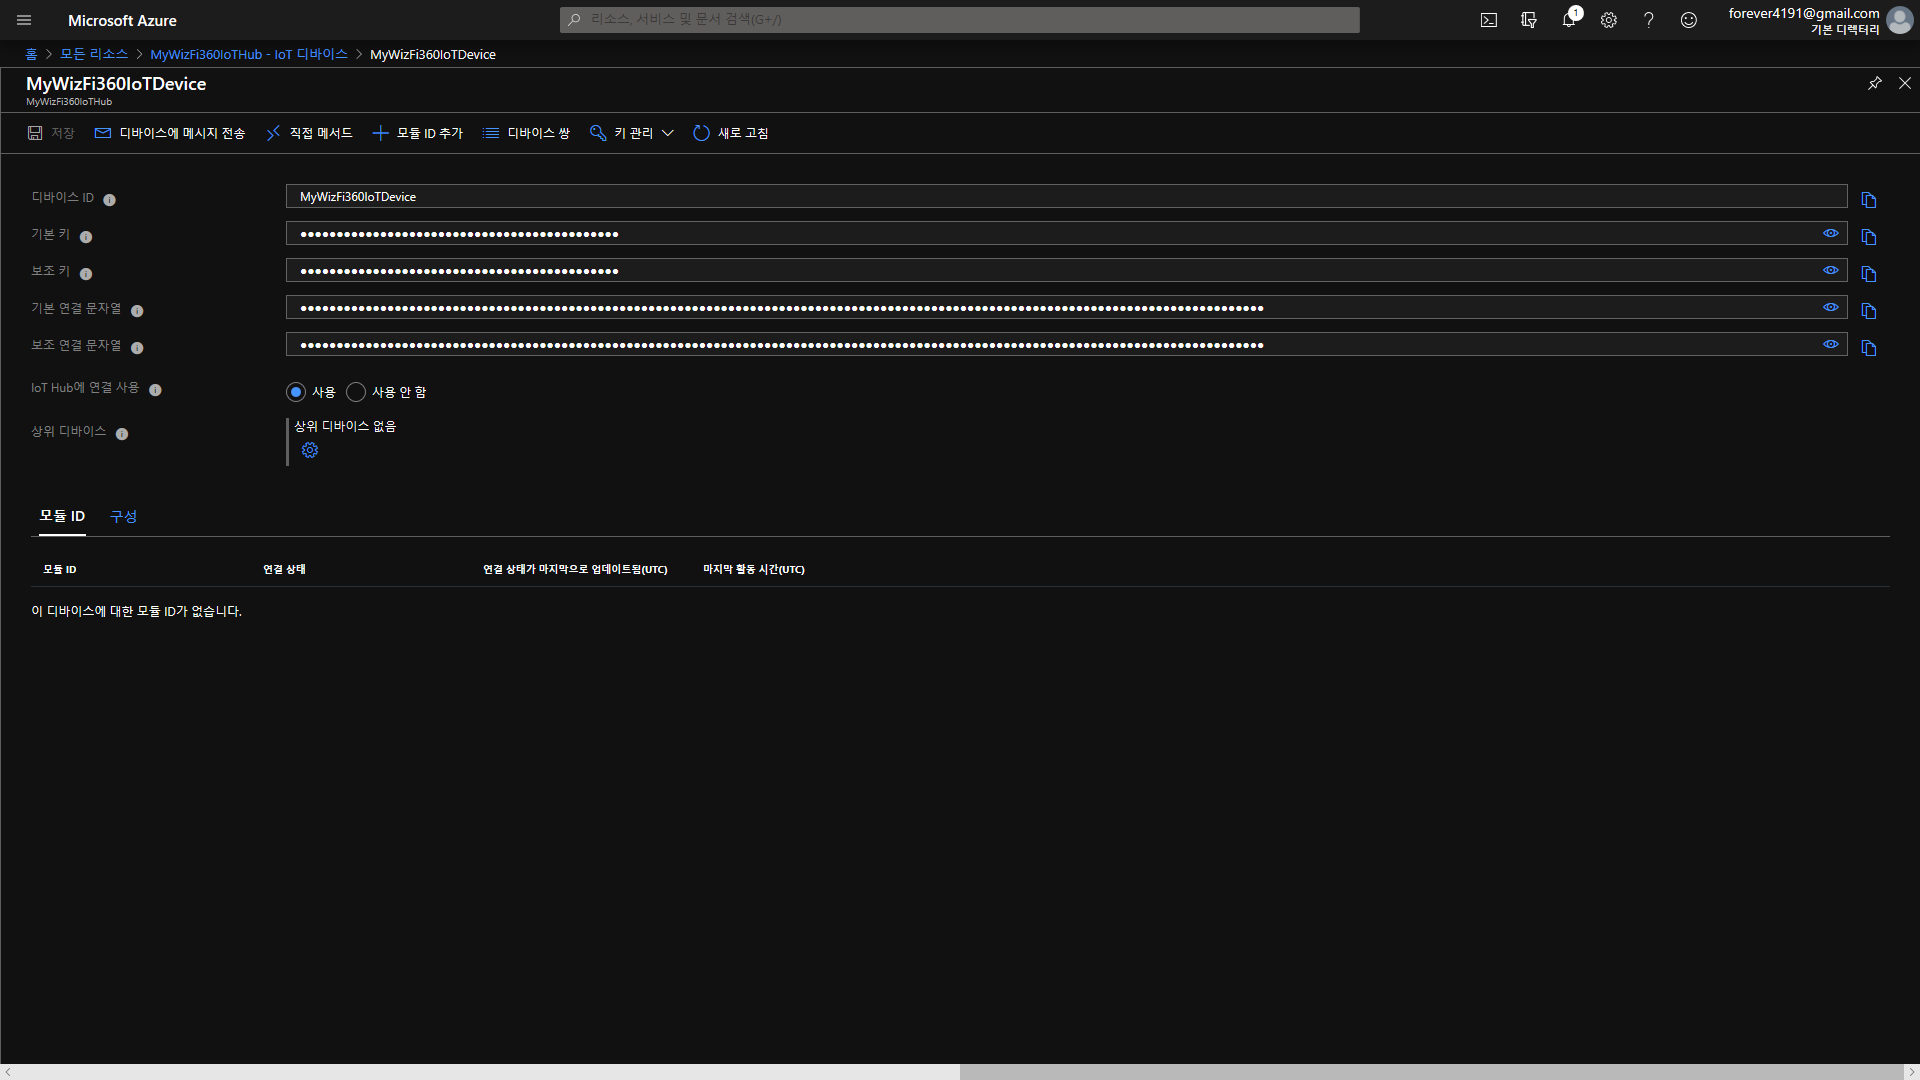 Microsoft Azure
리소스, 서비스 및 문서 검색(G+/)
1
forever4191@gmail.com
기본 디렉터리
홈 > 모든 리소스 > MyWizFi360IoTHub - IoT 디바이스 > MyWizFi360IoTDevice
MyWizFi360IoTDevice
MyWizFi360IoTHub
저장 디바이스에 메시지 전송 직접 메서드 모듈 ID 추가 디바이스 쌍 키 관리 새로 고침
디바이스 ID MyWizFi360IoTDevice
기본 키
보조 키
기본 연결 문자열
보조 연결 문자열
IoT Hub에 연결 사용 사용 사용 안 함
상위 디바이스 상위 디바이스 없음
모듈 ID 구성
모듈 ID 연결 상태 연결 상태가 마지막으로 업데이트됨(UTC) 마지막 활동 시간(UTC)
이 디바이스에 대한 모듈 ID가 없습니다.